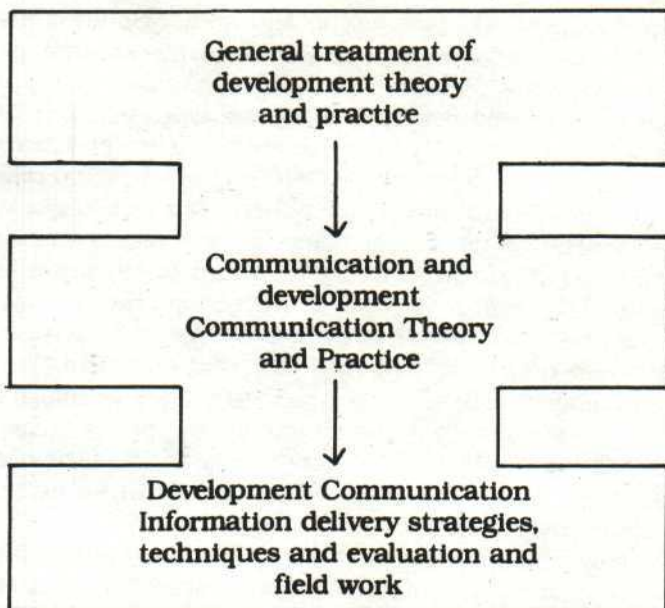 General treatment of
development theory
and practice
Communication and
development
Communication Theory
and Practice
Development Communication
Information delivery strategies,
techniques and evaluation and
field work